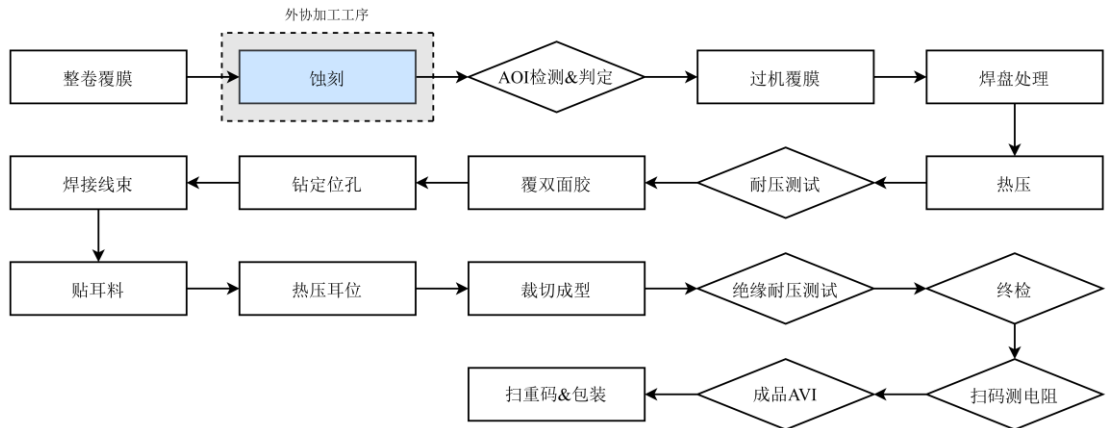 外协加工工序
整卷覆膜
蚀刻
AOI检测&判定
过机覆膜
焊盘处理
焊接线束
钻定位孔
覆双面胶
耐压测试
热压
贴耳料
热压耳位
裁切成型
绝缘耐压测试
终检
扫重码&包装
成品AVI
扫码测电阻